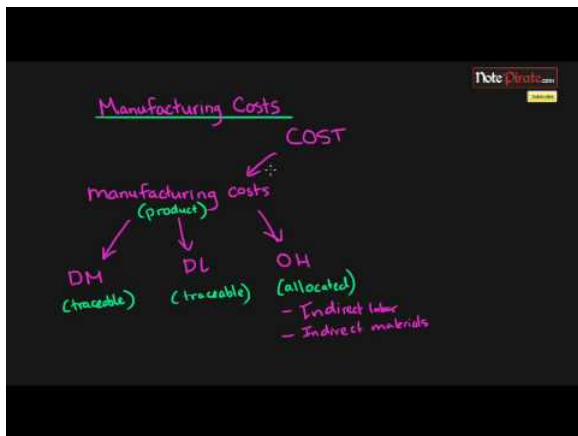 NotePirate.com
Subscribe
Manufacturing Costs
COST
manufacturing costs
(product)
DM
DL
OH
(traceable)
(traceable)
(allocated)
- Indirect labor
- Indirect materials